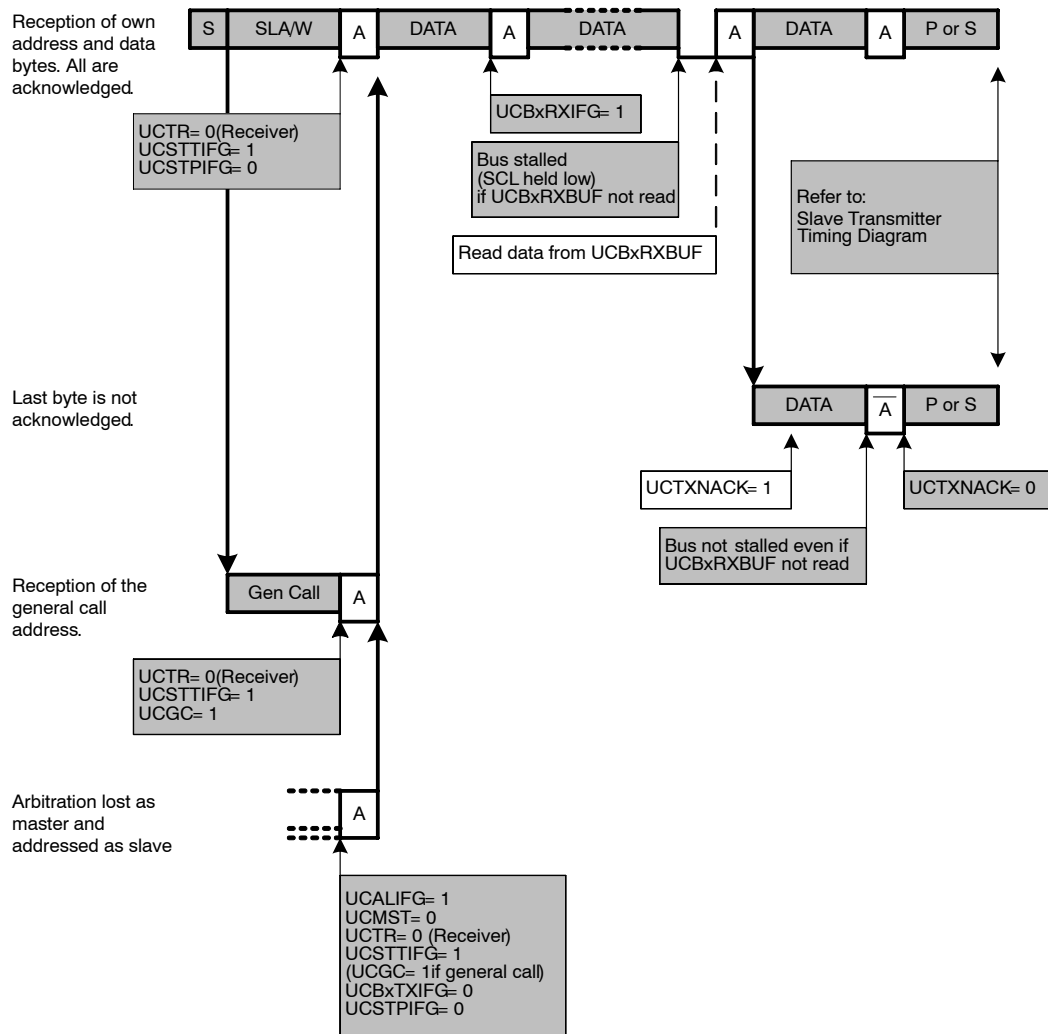 Reception of own
address and data
bytes. All are
acknowledged.
S SLA/W A DATA A DATA A DATA A P or S
UCTR= 0(Receiver)
UCSTTIFG= 1
UCSTPIFG= 0
UCBxRXIFG= 1
Bus stalled
(SCL held low)
if UCBxRXBUF not read
Read data from UCBxRXBUF
Refer to:
Slave Transmitter
Timing Diagram
Last byte is not
acknowledged.
DATA A P or S
UCTXNACK= 1
UCTXNACK= 0
Bus not stalled even if
UCBxRXBUF not read
Reception of the
general call
address.
Gen Call A
UCTR= 0(Receiver)
UCSTTIFG= 1
UCGC= 1
Arbitration lost as
master and
addressed as slave
A
UCALIFG= 1
UCMST= 0
UCTR= 0 (Receiver)
UCSTTIFG= 1
(UCGC= 1if general call)
UCBxTXIFG= 0
UCSTPIFG= 0